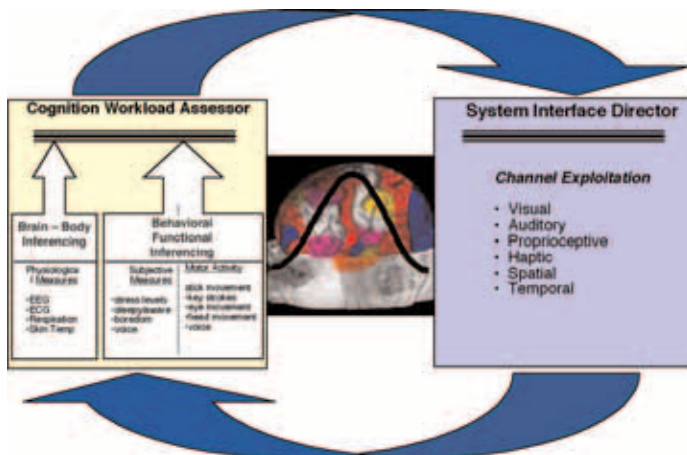 Cognition Workload Assessor
Brain – Body
Inferencing
Physiological
Measures
•EEG
•ECG
•Respiration
•Skin Temp
Behavioral
Functional
Inferencing
Subjective
Measures
•stress levels
•boredom
•voice
Motor Activity
stick movement
•key strokes
•eye movement
•head movement
•voice
System Interface Director
Channel Exploitation
• Visual
• Auditory
• Proprioceptive
• Haptic
• Spatial
• Temporal